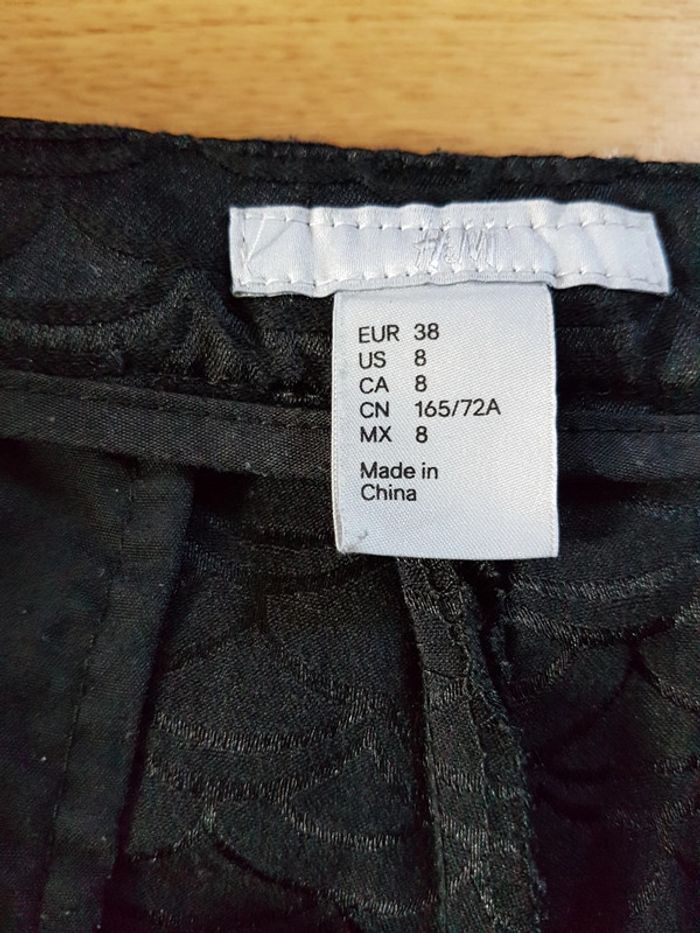 H&M
EUR 38
US 8
CA 8
CN 165/72A
MX 8
Made in
China